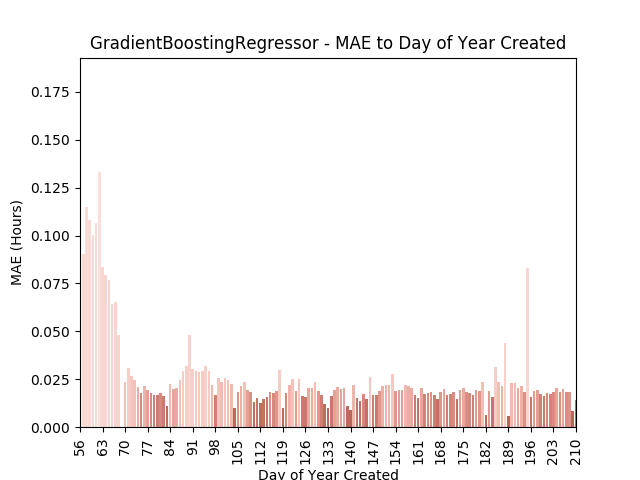 GradientBoostingRegressor - MAE to Day of Year Created
MAE (Hours)
0.175
0.150
0.125
0.100
0.075
0.050
0.025
0.000
56 63 70 77 84 91 98 105 112 119 126 133 140 147 154 161 168 175 182 189 196 203 210
Day of Year Created